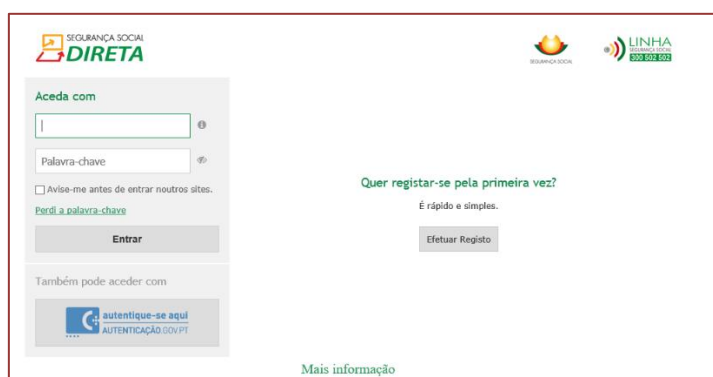 SEGURANÇA SOCIAL
DIRETA
SEGURANÇA SOCIAL
LINHA
SEGURANÇA SOCIAL
300 502 502
Aceda com
Palavra-chave
Avise-me antes de entrar noutros sites.
Perdi a palavra-chave
Entrar
Quer registar-se pela primeira vez?
É rápido e simples.
Efetuar Registo
Também pode aceder com
autentique-se aqui
AUTENTICAÇÃO.GOV.PT
Mais informação